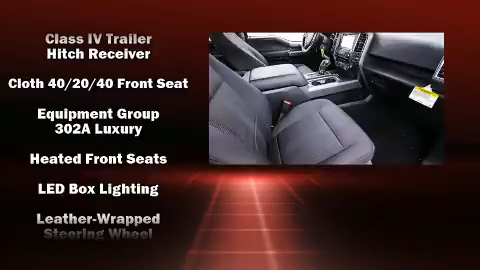 Class IV Trailer
Hitch Receiver
Cloth 40/20/40 Front Seat
Equipment Group
302A Luxury
Heated Front Seats
LED Box Lighting
Leather-Wrapped
Steering Wheel